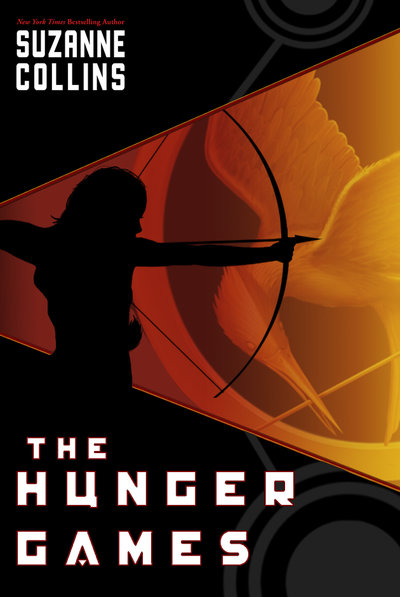 New York Times Bestselling Author
SUZANNE
COLLINS
THE
HUNGER
GAMES